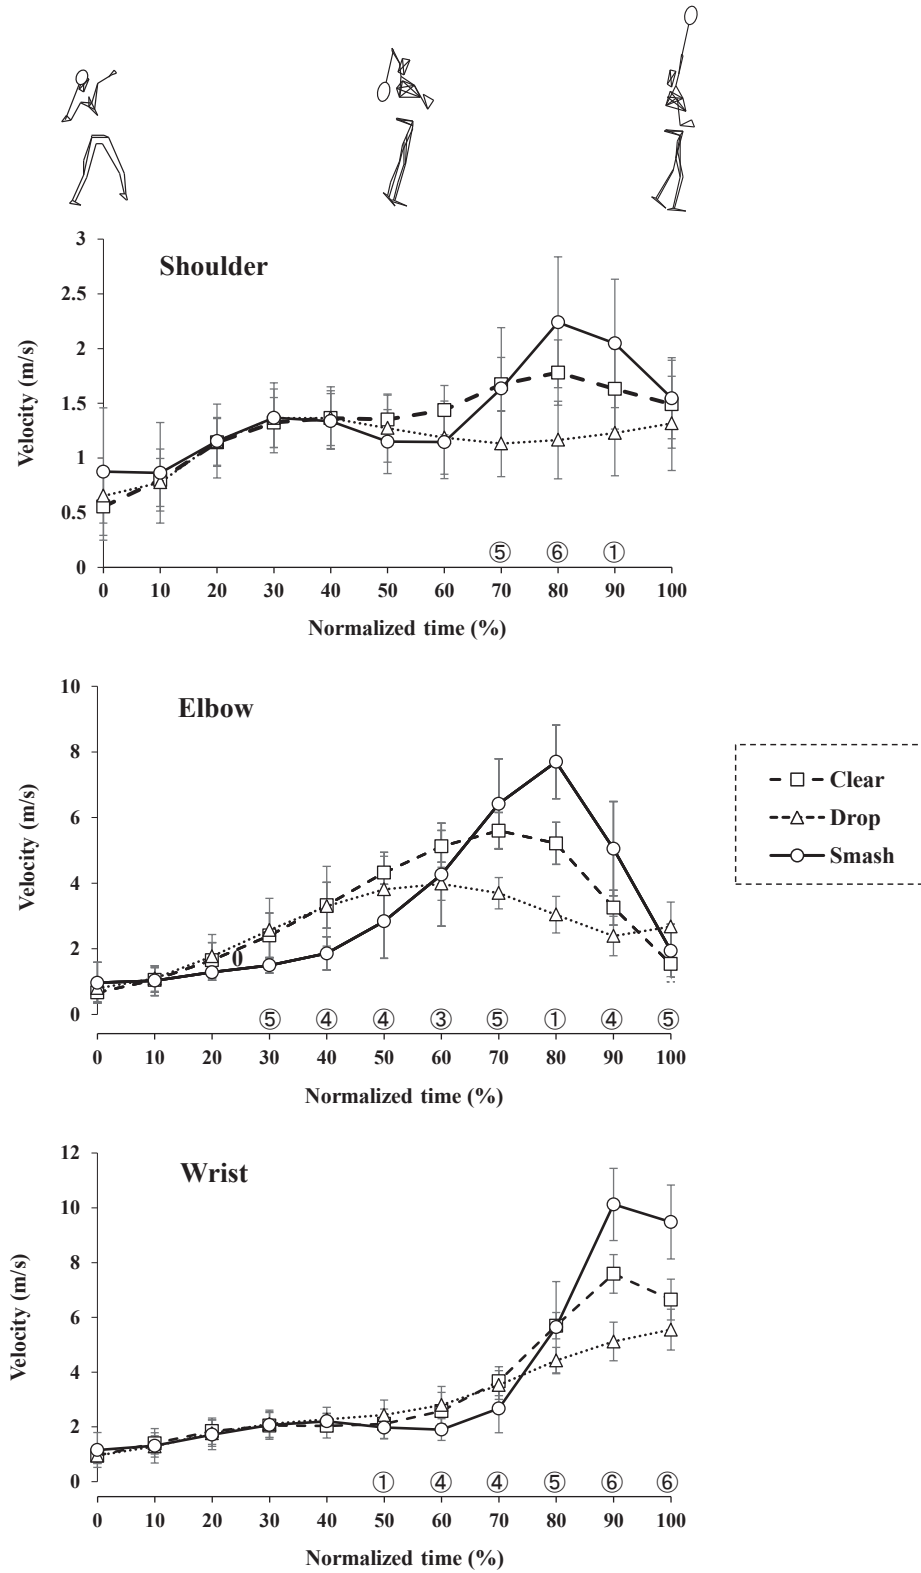 Shoulder
Velocity (m/s)
3
2.5
2
1.5
1
0.5
0
⑤ ⑥ ①
0 10 20 30 40 50 60 70 80 90 100
Normalized time (%)
Elbow
Velocity (m/s)
10
8
6
4
2
0
0
⑤ ④ ④ ③ ⑤ ① ④ ⑤
0 10 20 30 40 50 60 70 80 90 100
Normalized time (%)
Clear
Drop
Smash
Wrist
Velocity (m/s)
12
10
8
6
4
2
0
① ④ ④ ⑤ ⑥ ⑥
0 10 20 30 40 50 60 70 80 90 100
Normalized time (%)